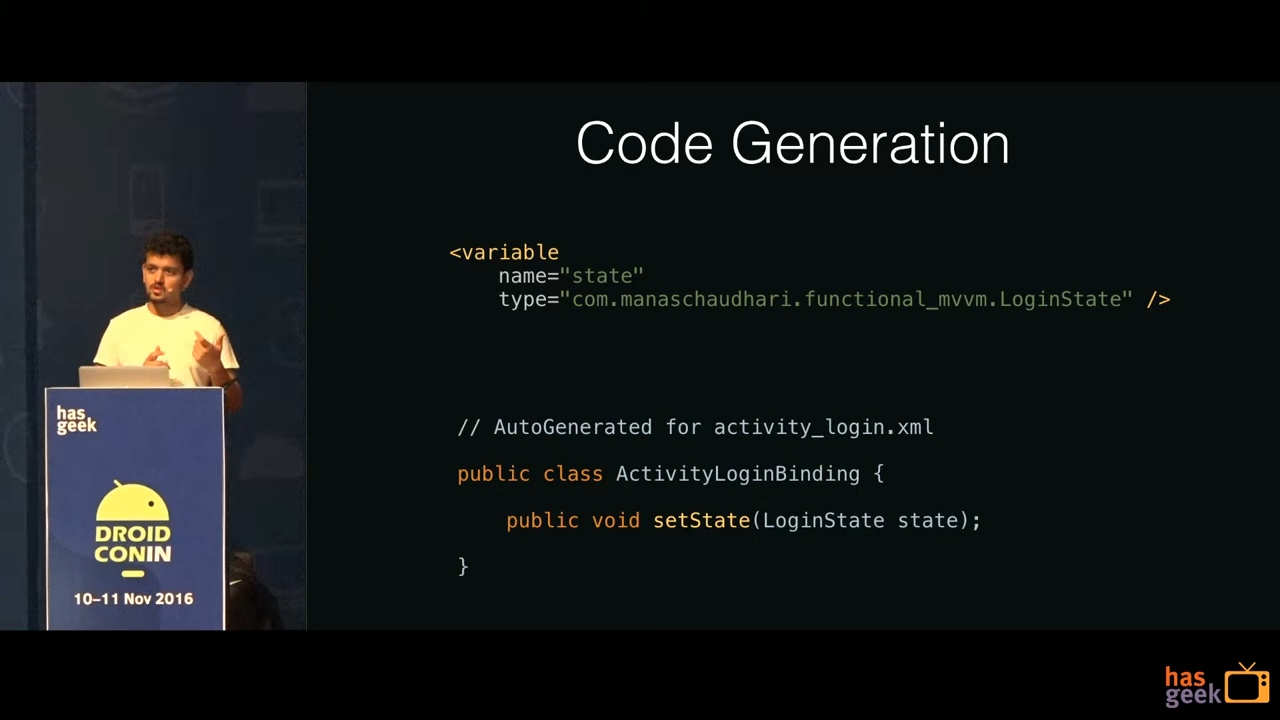 Code Generation
<variable
name="state"
type="com.manaschaudhari.functional_mvvm.LoginState" />
// AutoGenerated for activity_login.xml
public class ActivityLoginBinding {
public void setState(LoginState state);
}
has
geek
DROID
CONIN
10–11 Nov 2016
has
geek